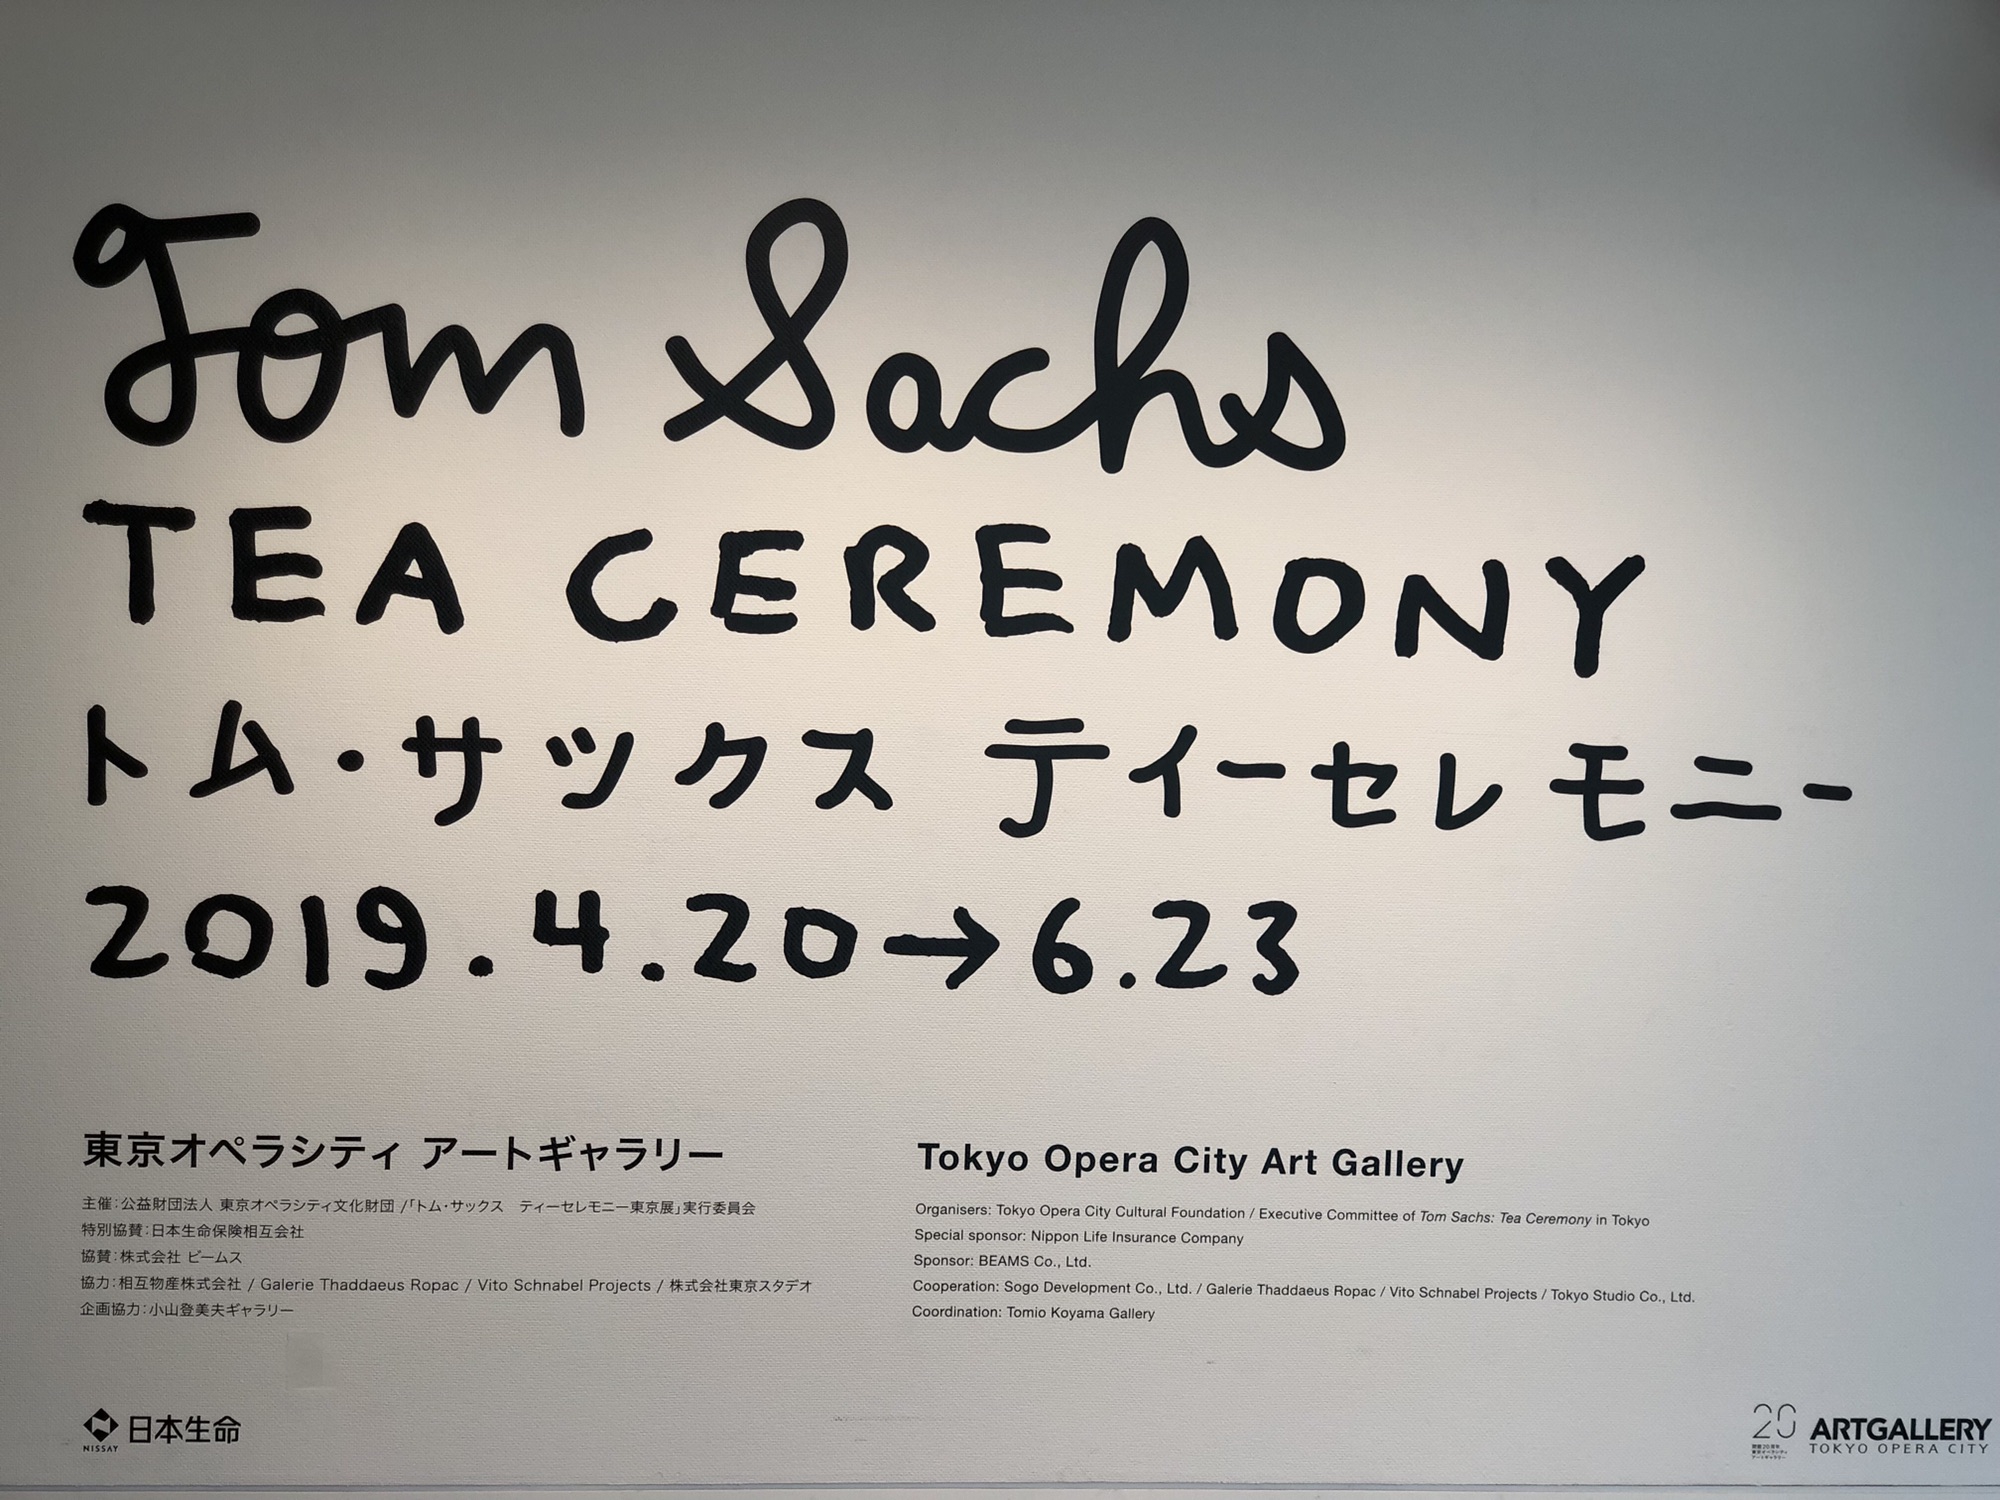 Tom Sachs
TEA CEREMONY
トム・サックス ティーセレモニー
2019.4.20→6.23
東京オペラシティ アートギャラリー
主催：公益財団法人 東京オペラシティ文化財団 /「トム・サックス　ティーセレモニー東京展」実行委員会
特別協賛：日本生命保険相互会社
協賛：株式会社 ビームス
協力：相互物産株式会社 / Galerie Thaddaeus Ropac / Vito Schnabel Projects / 株式会社東京スタデオ
企画協力：小山登美夫ギャラリー
Tokyo Opera City Art Gallery
Organisers: Tokyo Opera City Cultural Foundation / Executive Committee of Tom Sachs: Tea Ceremony in Tokyo
Special sponsor: Nippon Life Insurance Company
Sponsor: BEAMS Co., Ltd.
Cooperation: Sogo Development Co., Ltd. / Galerie Thaddaeus Ropac / Vito Schnabel Projects / Tokyo Studio Co., Ltd.
Coordination: Tomio Koyama Gallery
NISSAY 日本生命
20
ARTGALLERY
TOKYO OPERA CITY